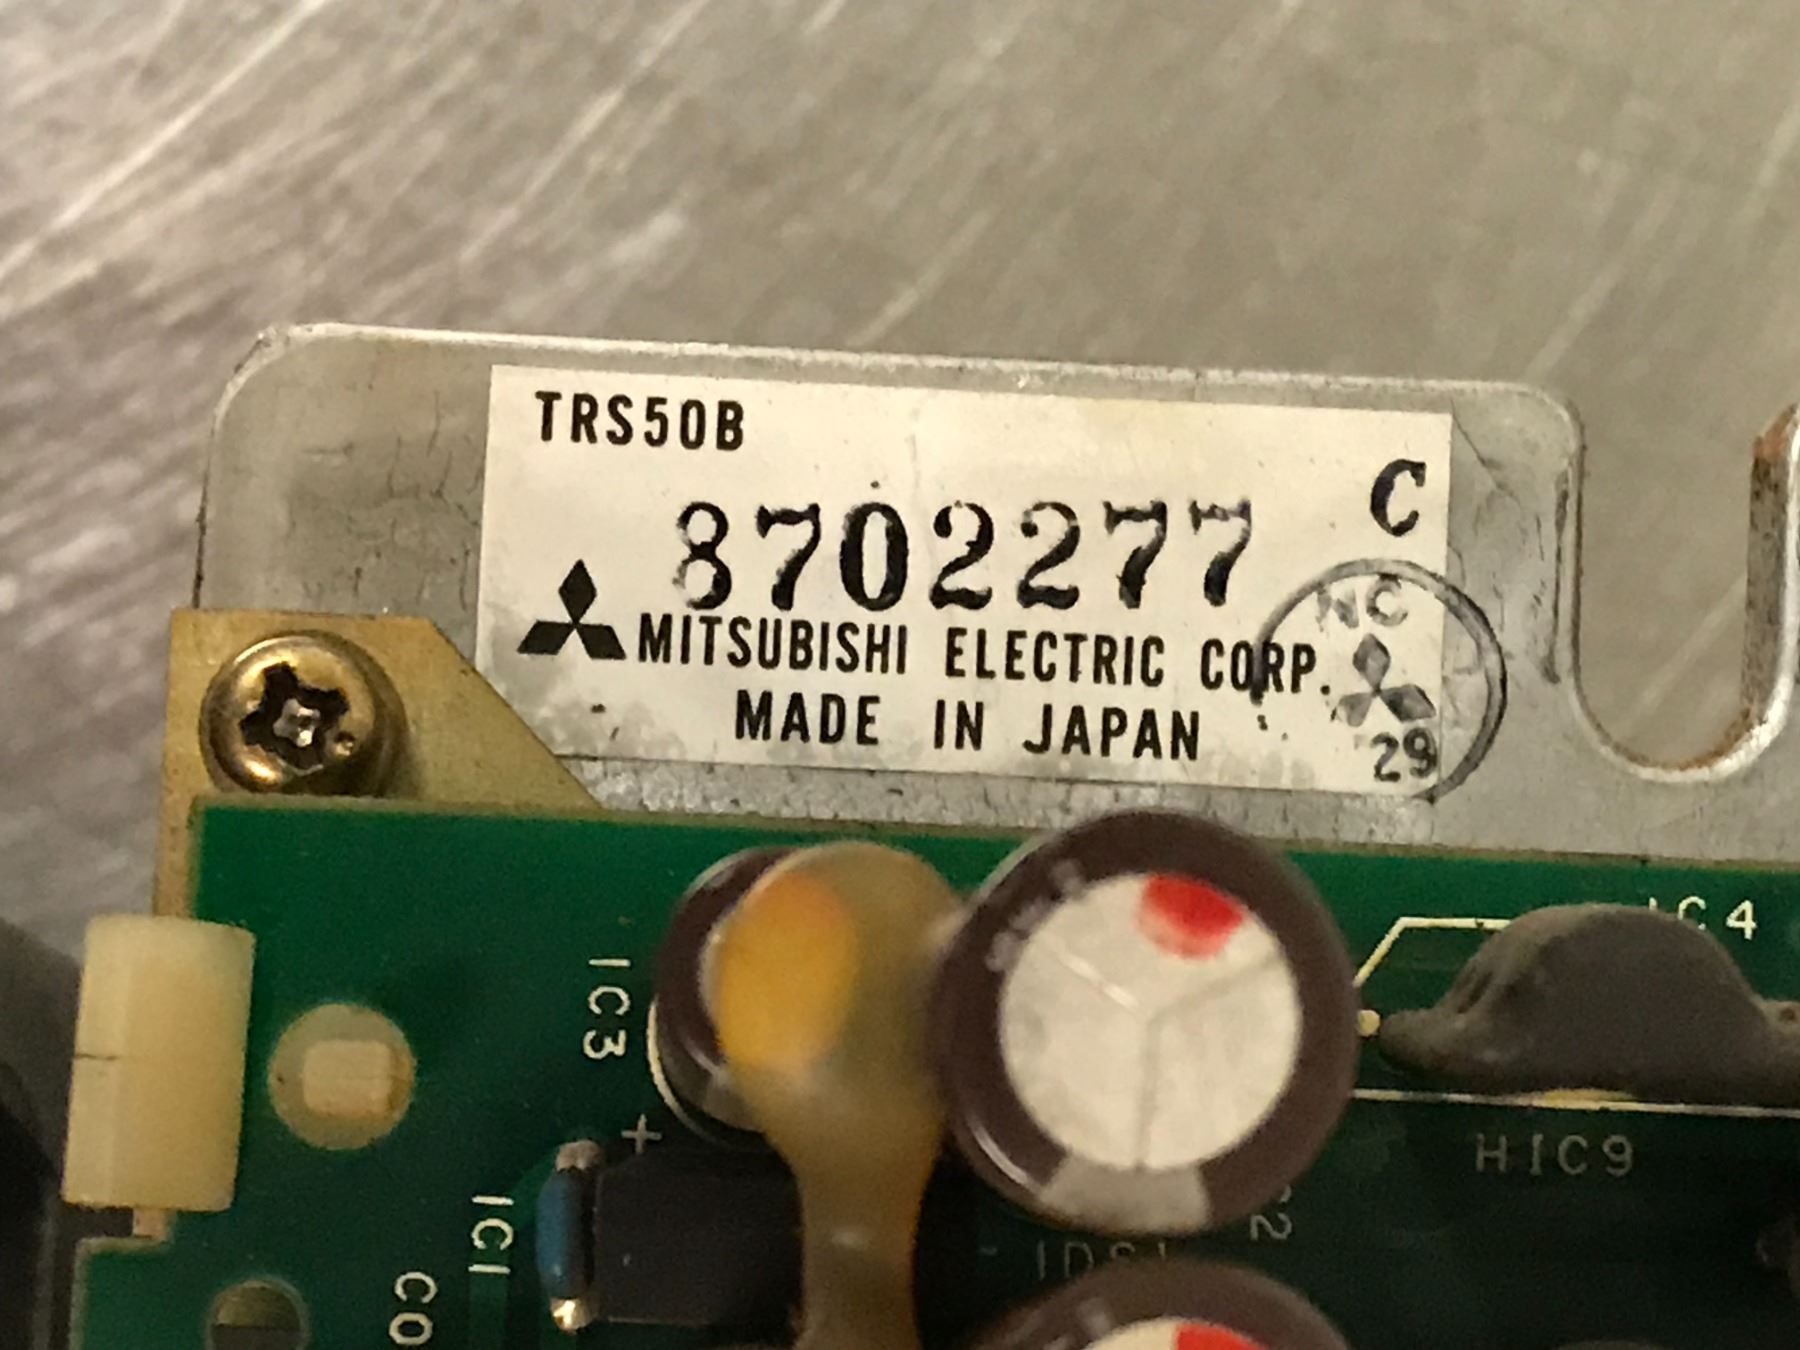 TRS50B
C
8702277
NC
MITSUBISHI ELECTRIC CORP.
MADE IN JAPAN
29
IC4
IC3
+
HIC9
IC1